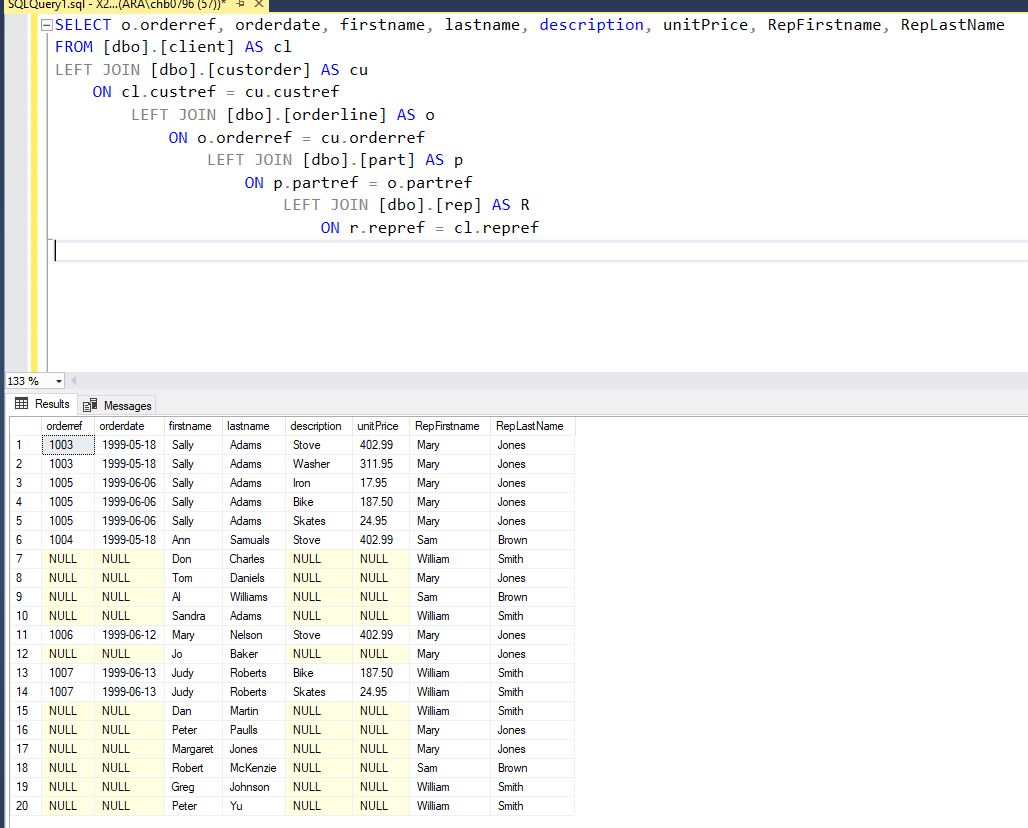 SQLQuery1.sql - X2...(ARA\chb0796 (57))*
SELECT o.orderref, orderdate, firstname, lastname, description, unitPrice, RepFirstname, RepLastName
FROM [dbo].[client] AS cl
LEFT JOIN [dbo].[custorder] AS cu
ON cl.custref = cu.custref
LEFT JOIN [dbo].[orderline] AS o
ON o.orderref = cu.orderref
LEFT JOIN [dbo].[part] AS p
ON p.partref = o.partref
LEFT JOIN [dbo].[rep] AS R
ON r.repref = cl.repref
133 %
Results Messages
orderref orderdate firstname lastname description unitPrice RepFirstname RepLastName
1 1003 1999-05-18 Sally Adams Stove 402.99 Mary Jones
2 1003 1999-05-18 Sally Adams Washer 311.95 Mary Jones
3 1005 1999-06-06 Sally Adams Iron 17.95 Mary Jones
4 1005 1999-06-06 Sally Adams Bike 187.50 Mary Jones
5 1005 1999-06-06 Sally Adams Skates 24.95 Mary Jones
6 1004 1999-05-18 Ann Samuals Stove 402.99 Sam Brown
7 NULL NULL Don Charles NULL NULL William Smith
8 NULL NULL Tom Daniels NULL NULL Mary Jones
9 NULL NULL Al Williams NULL NULL Sam Brown
10 NULL NULL Sandra Adams NULL NULL William Smith
11 1006 1999-06-12 Mary Nelson Stove 402.99 Mary Jones
12 NULL NULL Jo Baker NULL NULL Mary Jones
13 1007 1999-06-13 Judy Roberts Bike 187.50 William Smith
14 1007 1999-06-13 Judy Roberts Skates 24.95 William Smith
15 NULL NULL Dan Martin NULL NULL William Smith
16 NULL NULL Peter Paulls NULL NULL Mary Jones
17 NULL NULL Margaret Jones NULL NULL Mary Jones
18 NULL NULL Robert McKenzie NULL NULL Sam Brown
19 NULL NULL Greg Johnson NULL NULL William Smith
20 NULL NULL Peter Yu NULL NULL William Smith